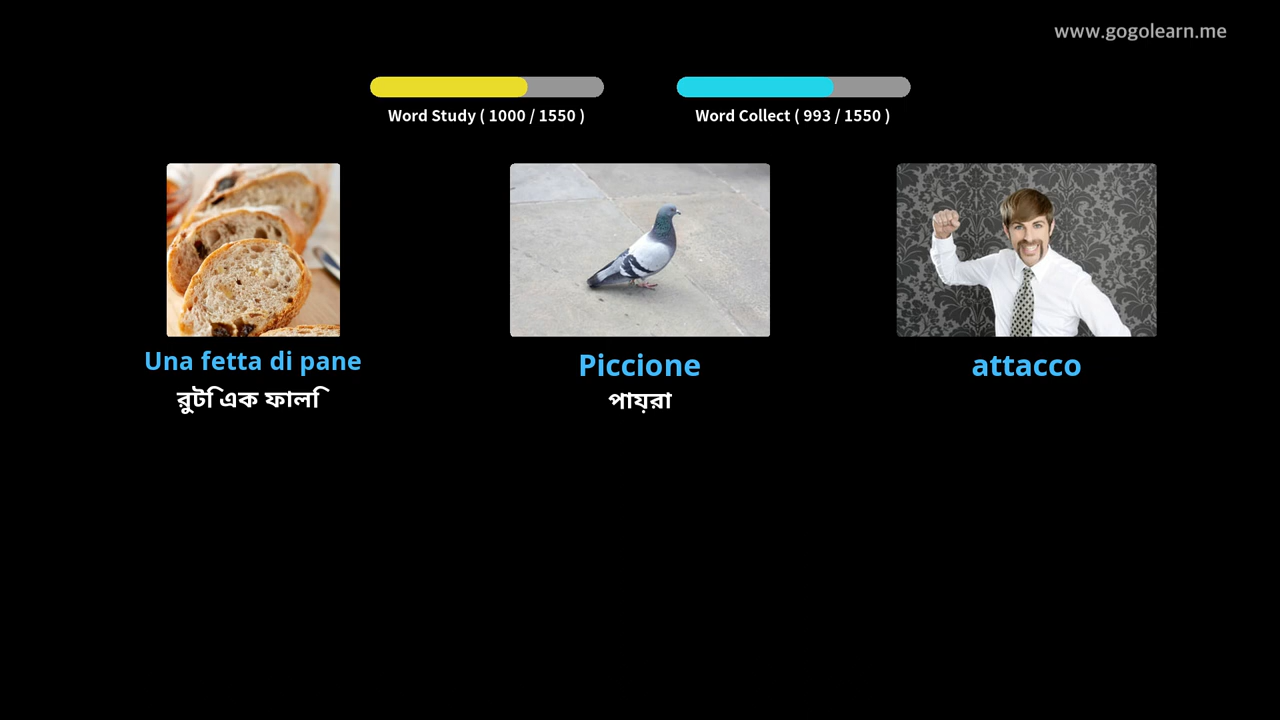 www.gogolearn.me
Word Study ( 1000 / 1550 )
Word Collect ( 993 / 1550 )
Una fetta di pane
রুটি এক ফালি
Piccione
পায়রা
attacco